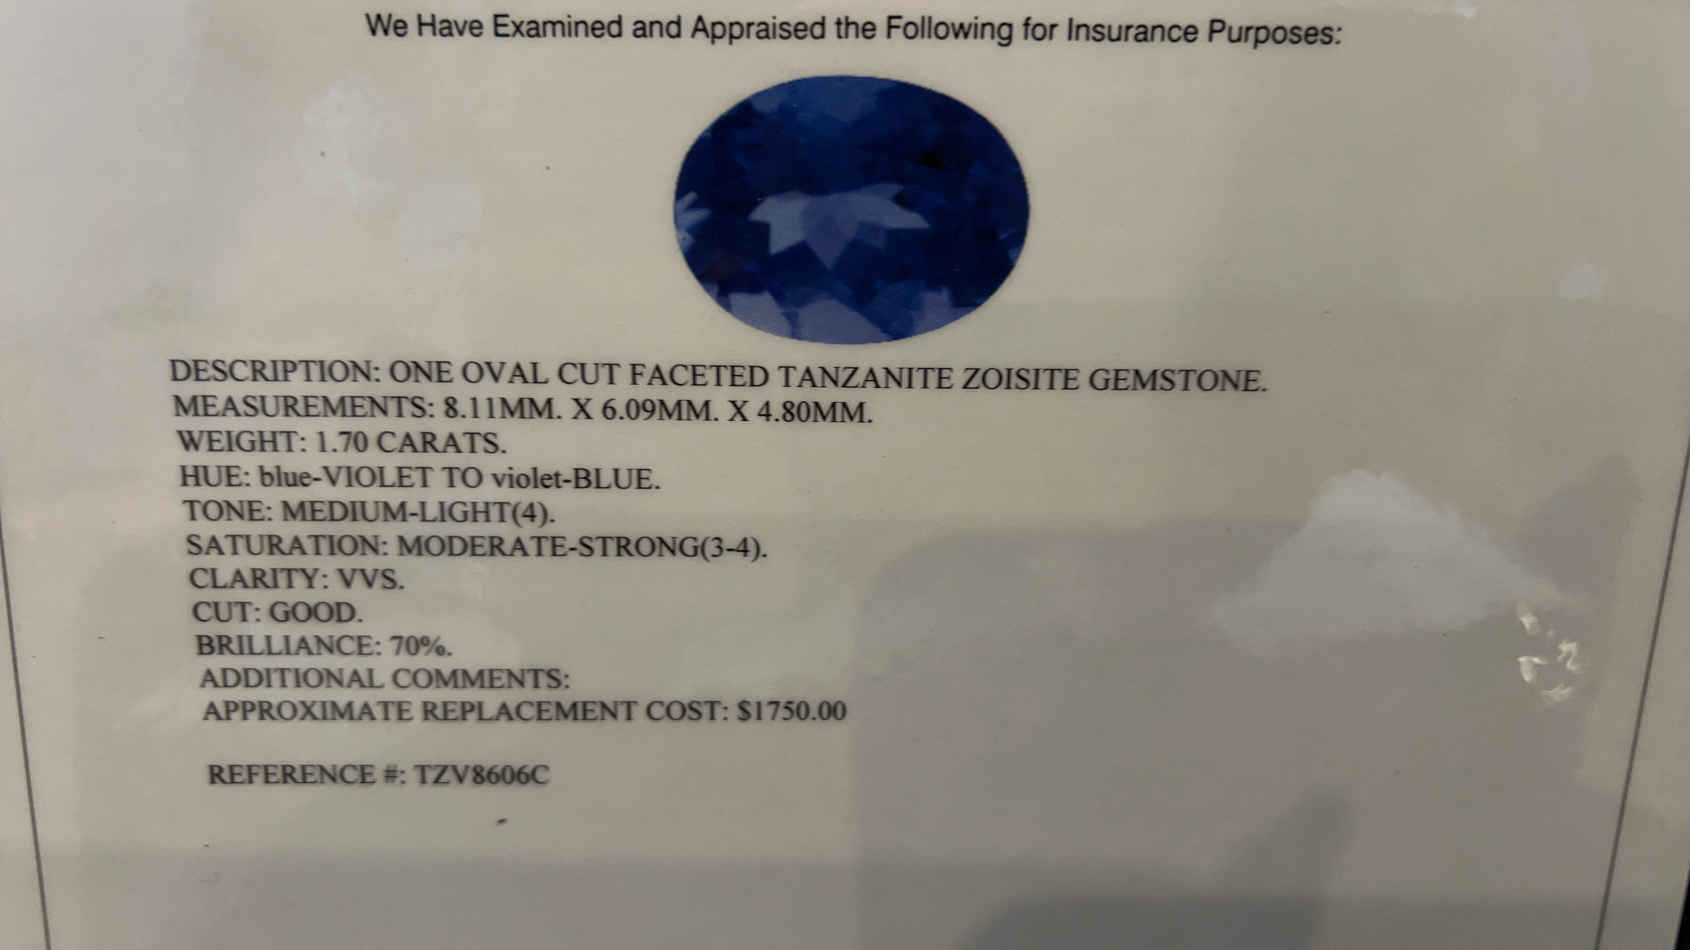 We Have Examined and Appraised the Following for Insurance Purposes:
DESCRIPTION: ONE OVAL CUT FACETED TANZANITE ZOISITE GEMSTONE.
MEASUREMENTS: 8.11MM. X 6.09MM. X 4.80MM.
WEIGHT: 1.70 CARATS.
HUE: blue-VIOLET TO violet-BLUE.
TONE: MEDIUM-LIGHT(4).
SATURATION: MODERATE-STRONG(3-4).
CLARITY: VVS.
CUT: GOOD.
BRILLIANCE: 70%.
ADDITIONAL COMMENTS:
APPROXIMATE REPLACEMENT COST: $1750.00
REFERENCE #: TZV8606C